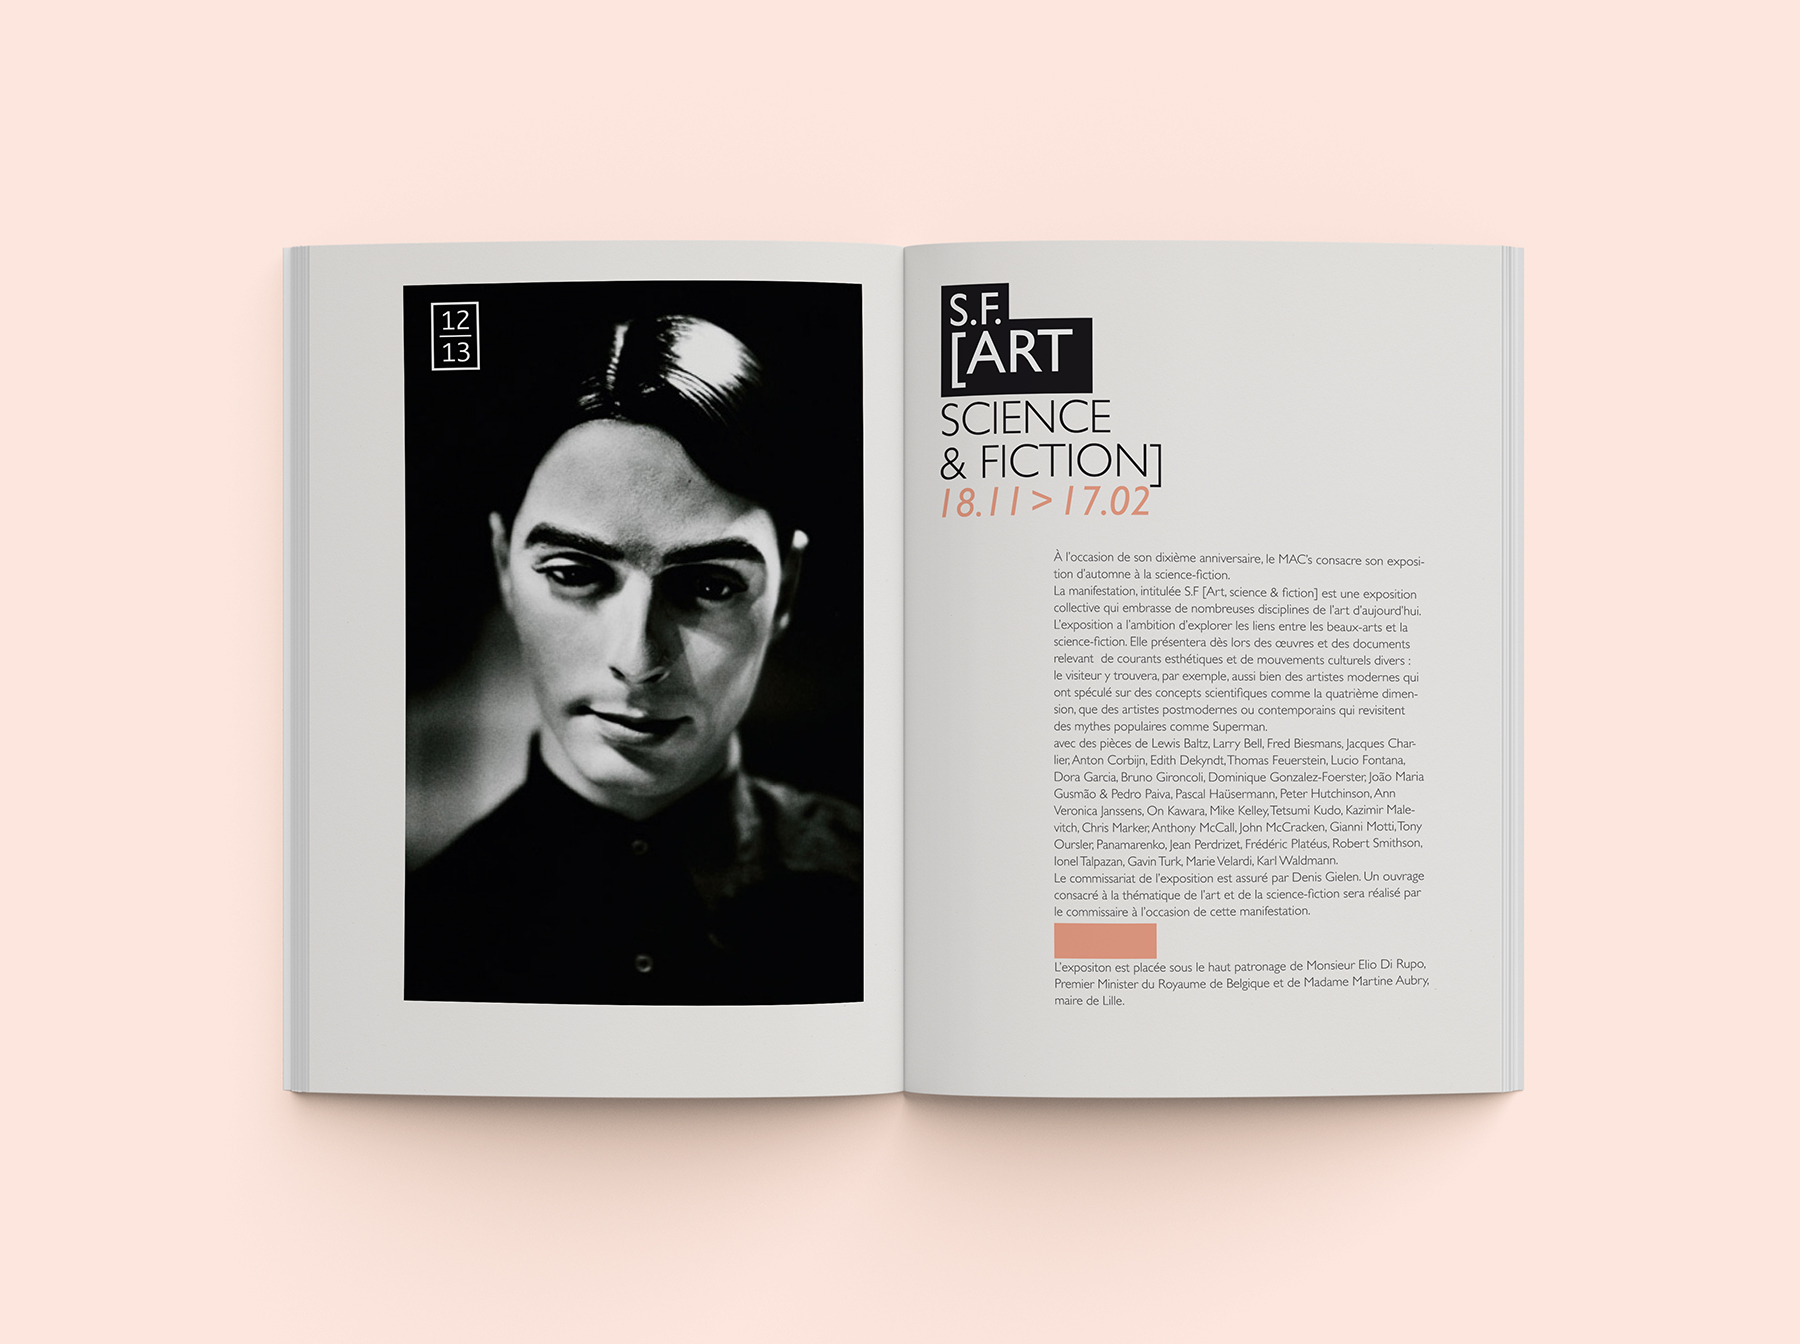 12
13
S.F.
[ART
SCIENCE
& FICTION]
18.11 > 17.02
À l'occasion de son dixième anniversaire, le MAC's consacre son exposi-
tion d'automne à la science-fiction.
La manifestation, intitulée S.F [Art, science & fiction] est une exposition
collective qui embrasse de nombreuses disciplines de l'art d'aujourd'hui.
L'exposition a l'ambition d'explorer les liens entre les beaux-arts et la
science-fiction. Elle présentera dès lors des œuvres et des documents
relevant de courants esthétiques et de mouvements culturels divers :
le visiteur y trouvera, par exemple, aussi bien des artistes modernes qui
ont spéculé sur des concepts scientifiques comme la quatrième dimen-
sion, que des artistes postmodernes ou contemporains qui revisitent
des mythes populaires comme Superman.
avec des pièces de Lewis Baltz, Larry Bell, Fred Biesmans, Jacques Char-
lier, Anton Corbijn, Edith Dekyndt, Thomas Feuerstein, Lucio Fontana,
Dora Garcia, Bruno Gironcoli, Dominique Gonzalez-Foerster, João Maria
Gusmão & Pedro Paiva, Pascal Haüsermann, Peter Hutchinson, Ann
Veronica Janssens, On Kawara, Mike Kelley, Tetsumi Kudo, Kazimir Male-
vitch, Chris Marker, Anthony McCall, John McCracken, Gianni Motti, Tony
Oursler, Panamarenko, Jean Perdrizet, Frédéric Platéus, Robert Smithson,
Ionel Talpazan, Gavin Turk, Marie Velardi, Karl Waldmann.
Le commissariat de l'exposition est assuré par Denis Gielen. Un ouvrage
consacré à la thématique de l'art et de la science-fiction sera réalisé par
le commissaire à l'occasion de cette manifestation.
L'expositon est placée sous le haut patronage de Monsieur Elio Di Rupo,
Premier Ministre du Royaume de Belgique et de Madame Martine Aubry,
maire de Lille.